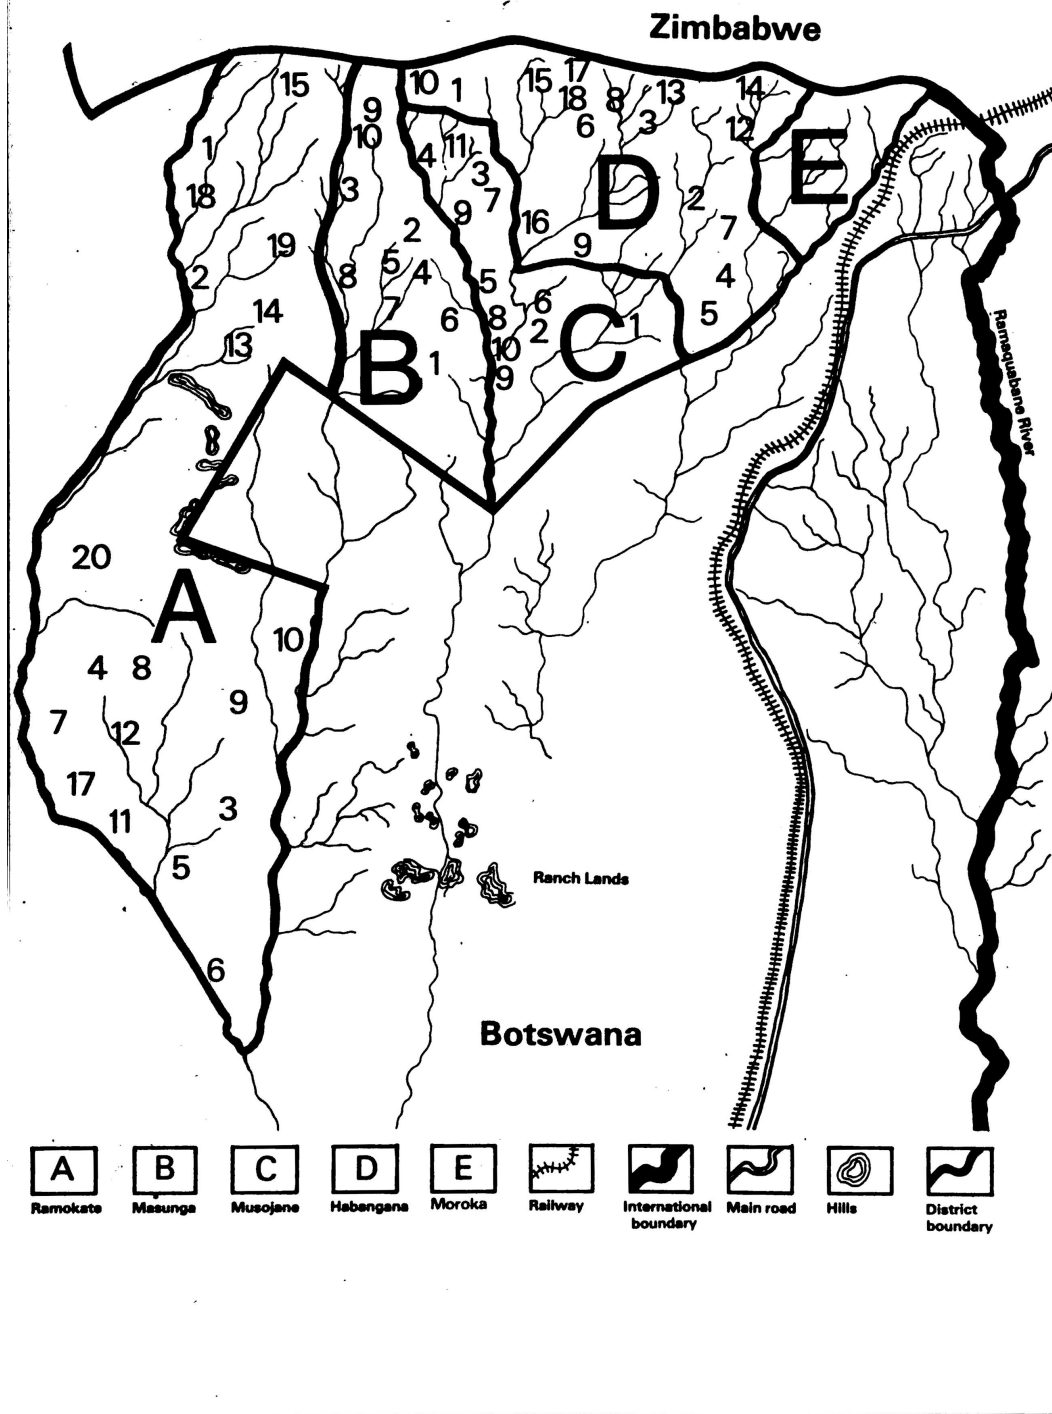 Zimbabwe
15
10
1
15
17
18
8
13
14
9
10
6
3
12
1
4
11
3
E
18
3
7
D
2
9
16
7
19
2
9
2
8
5
4
5
4
14
7
6
8
6
2
C
1
5
13
B
1
10
9
Ramaquabane River
20
A
10
4
8
9
7
12
17
11
3
5
Ranch Lands
6
Botswana
A
B
C
D
E
Ramokate
Masunga
Musojane
Habangana
Moroka
Railway
International
boundary
Main road
Hills
District
boundary